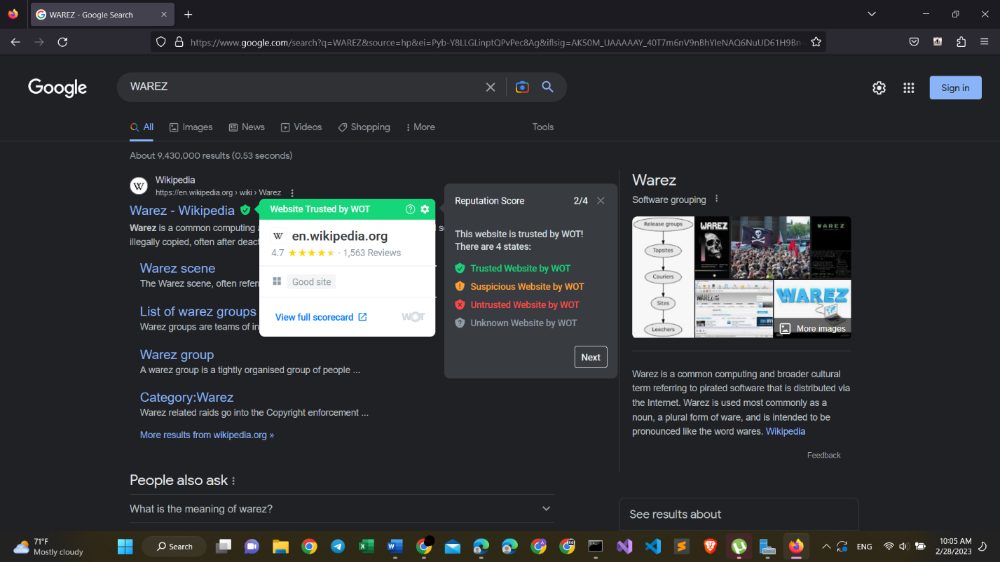 WAREZ - Google Search
https://www.google.com/search?q=WAREZ&source=hp&ei=Pyb-Y8LLGLinptQPvPec8Ag&iflsig=AK50M_UAAAAAY_40T7m6nV9nBhYIeNAQ6NuUD61H9Bn-
Google
WAREZ
Sign in
All
Images
News
Videos
Shopping
More
Tools
About 9,430,000 results (0.53 seconds)
Wikipedia
https://en.wikipedia.org › wiki › Warez
Warez - Wikipedia
Warez is a common computing a
illegally copied, often after deact
Warez scene
The Warez scene, often referr
List of warez groups
Warez groups are teams of in
Warez group
A warez group is a tightly organised group of people ...
Category:Warez
Warez related raids go into the Copyright enforcement ...
More results from wikipedia.org »
Website Trusted by WOT
W en.wikipedia.org
4.7 · 1,563 Reviews
Good site
View full scorecard
WOT
Reputation Score 2/4
This website is trusted by WOT!
There are 4 states:
Trusted Website by WOT
Suspicious Website by WOT
Untrusted Website by WOT
Unknown Website by WOT
Next
People also ask
What is the meaning of warez?
Warez
Software grouping
Release groups
Topsites
Couriers
Sites
Leechers
WAREZ
WAREZ
WAREZ
More images
Warez is a common computing and broader cultural
term referring to pirated software that is distributed via
the Internet. Warez is used most commonly as a
noun, a plural form of ware, and is intended to be
pronounced like the word wares. Wikipedia
Feedback
See results about
71°F
Mostly cloudy
Search
ENG
10:05 AM
2/28/2023